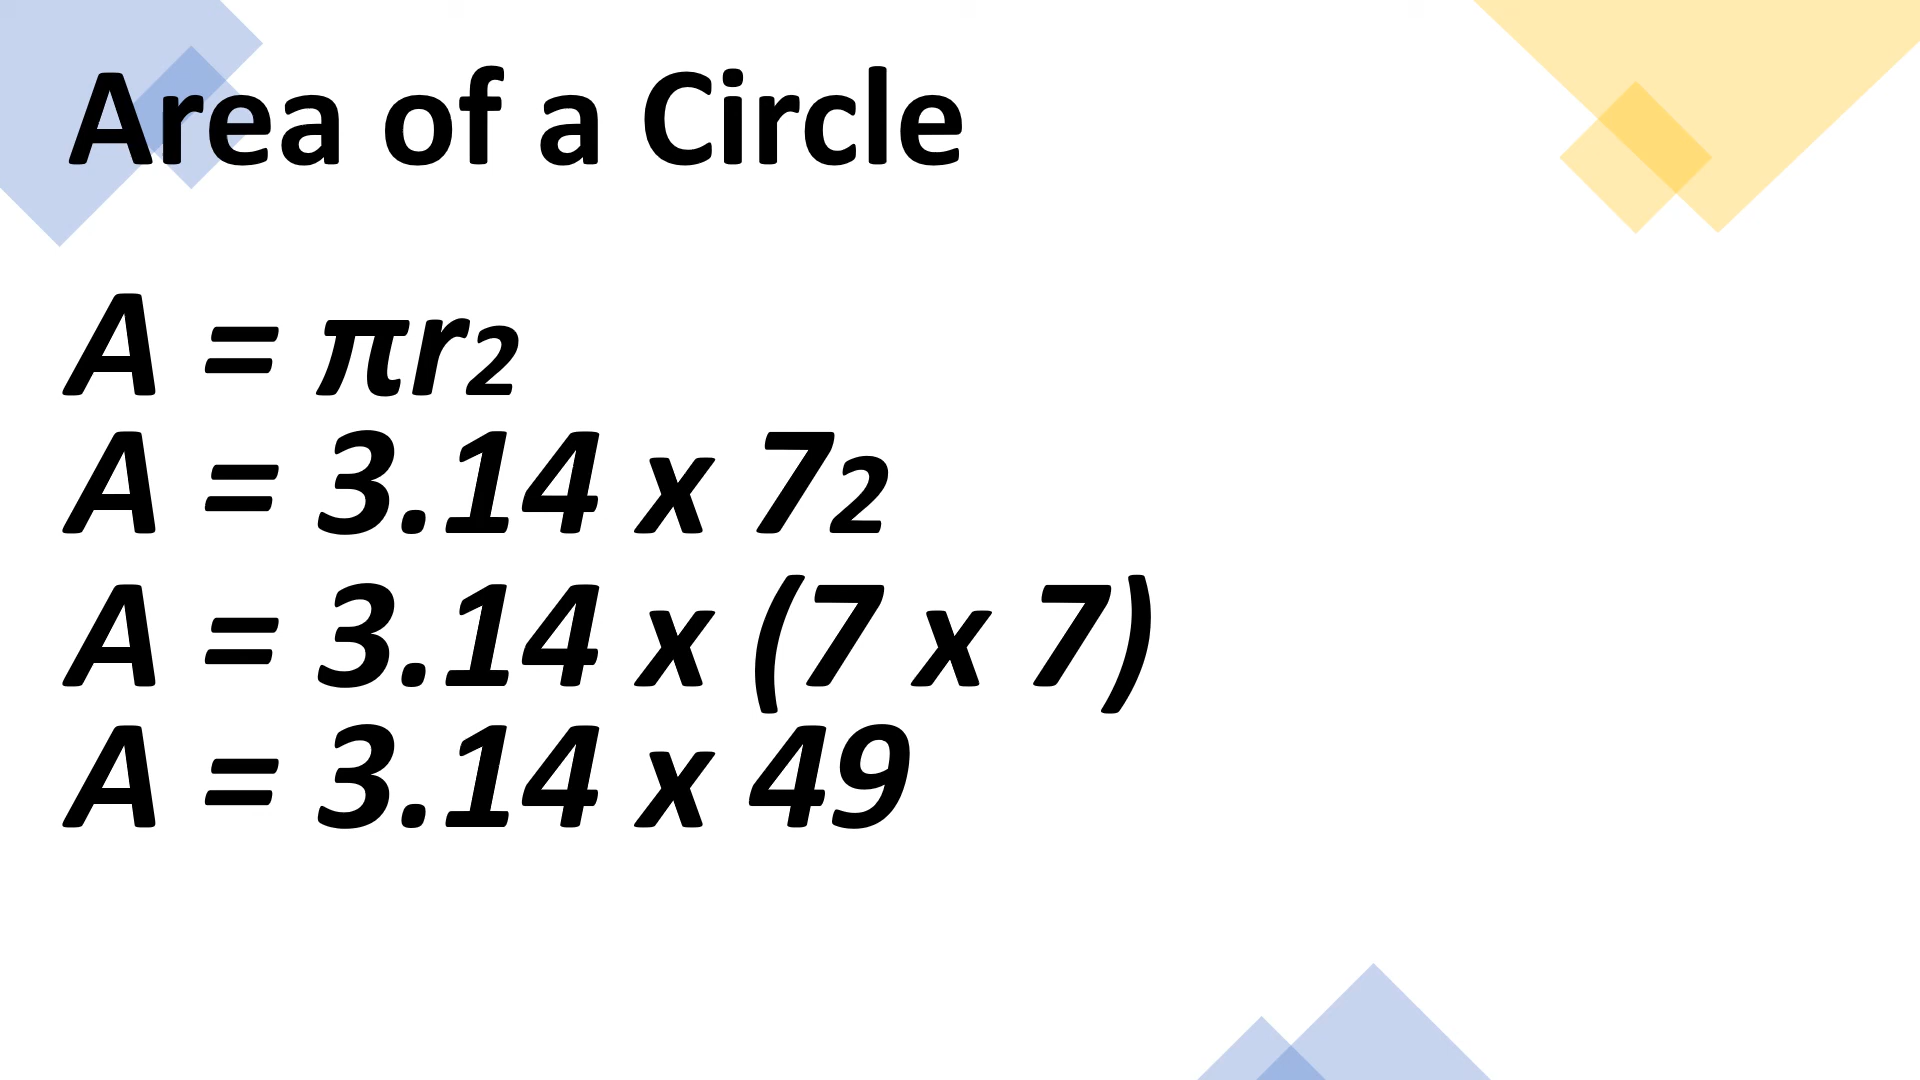 Area of a Circle
A = πr2
A = 3.14 x 72
A = 3.14 x (7 x 7)
A = 3.14 x 49